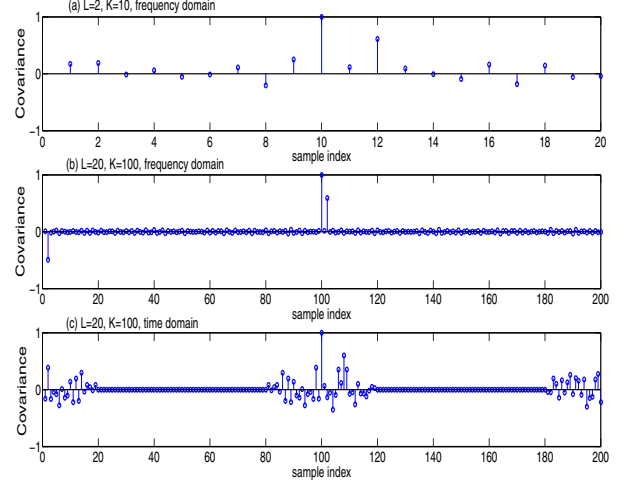 (a) L=2, K=10, frequency domain
1
0
−1
Covariance
0 2 4 6 8 10 12 14 16 18 20
sample index
(b) L=20, K=100, frequency domain
1
0
−1
Covariance
0 20 40 60 80 100 120 140 160 180 200
sample index
(c) L=20, K=100, time domain
1
0
−1
Covariance
0 20 40 60 80 100 120 140 160 180 200
sample index